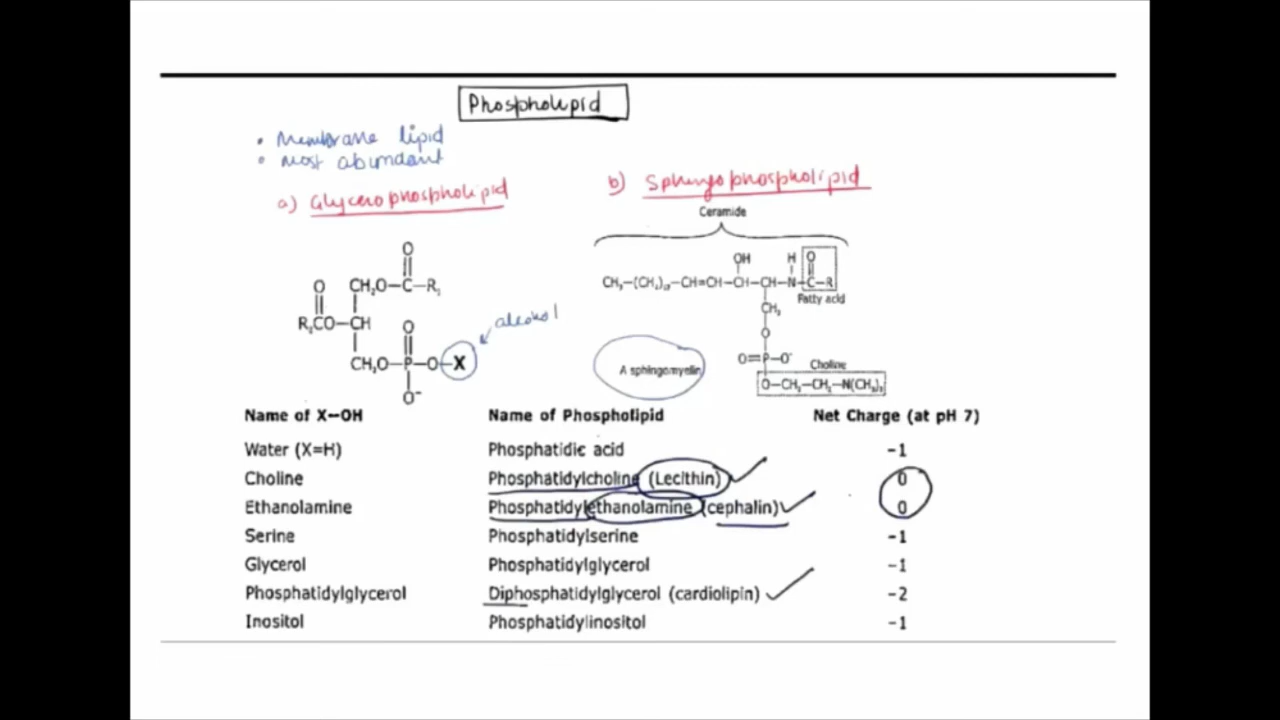 Phospholipid
• Membrane lipid
• most abundant
a) Glycerophospholipid
b) Sphingophospholipid
Ceramide
O
CH₂O–C–R₁
O
R₂CO–CH
O
CH₂O–P–O–X
O⁻
alcohol
OH H O
CH₃–(CH₂)₁₂–CH=CH–CH–CH–N–C–R
Fatty acid
CH₂
O
O=P–O⁻
Choline
O–CH₂–CH₂–N(CH₃)₃
A sphingomyelin
Name of X–OH Name of Phospholipid Net Charge (at pH 7)
Water (X=H) Phosphatidic acid -1
Choline Phosphatidylcholine (Lecithin) 0
Ethanolamine Phosphatidylethanolamine (cephalin) 0
Serine Phosphatidylserine -1
Glycerol Phosphatidylglycerol -1
Phosphatidylglycerol Diphosphatidylglycerol (cardiolipin) -2
Inositol Phosphatidylinositol -1